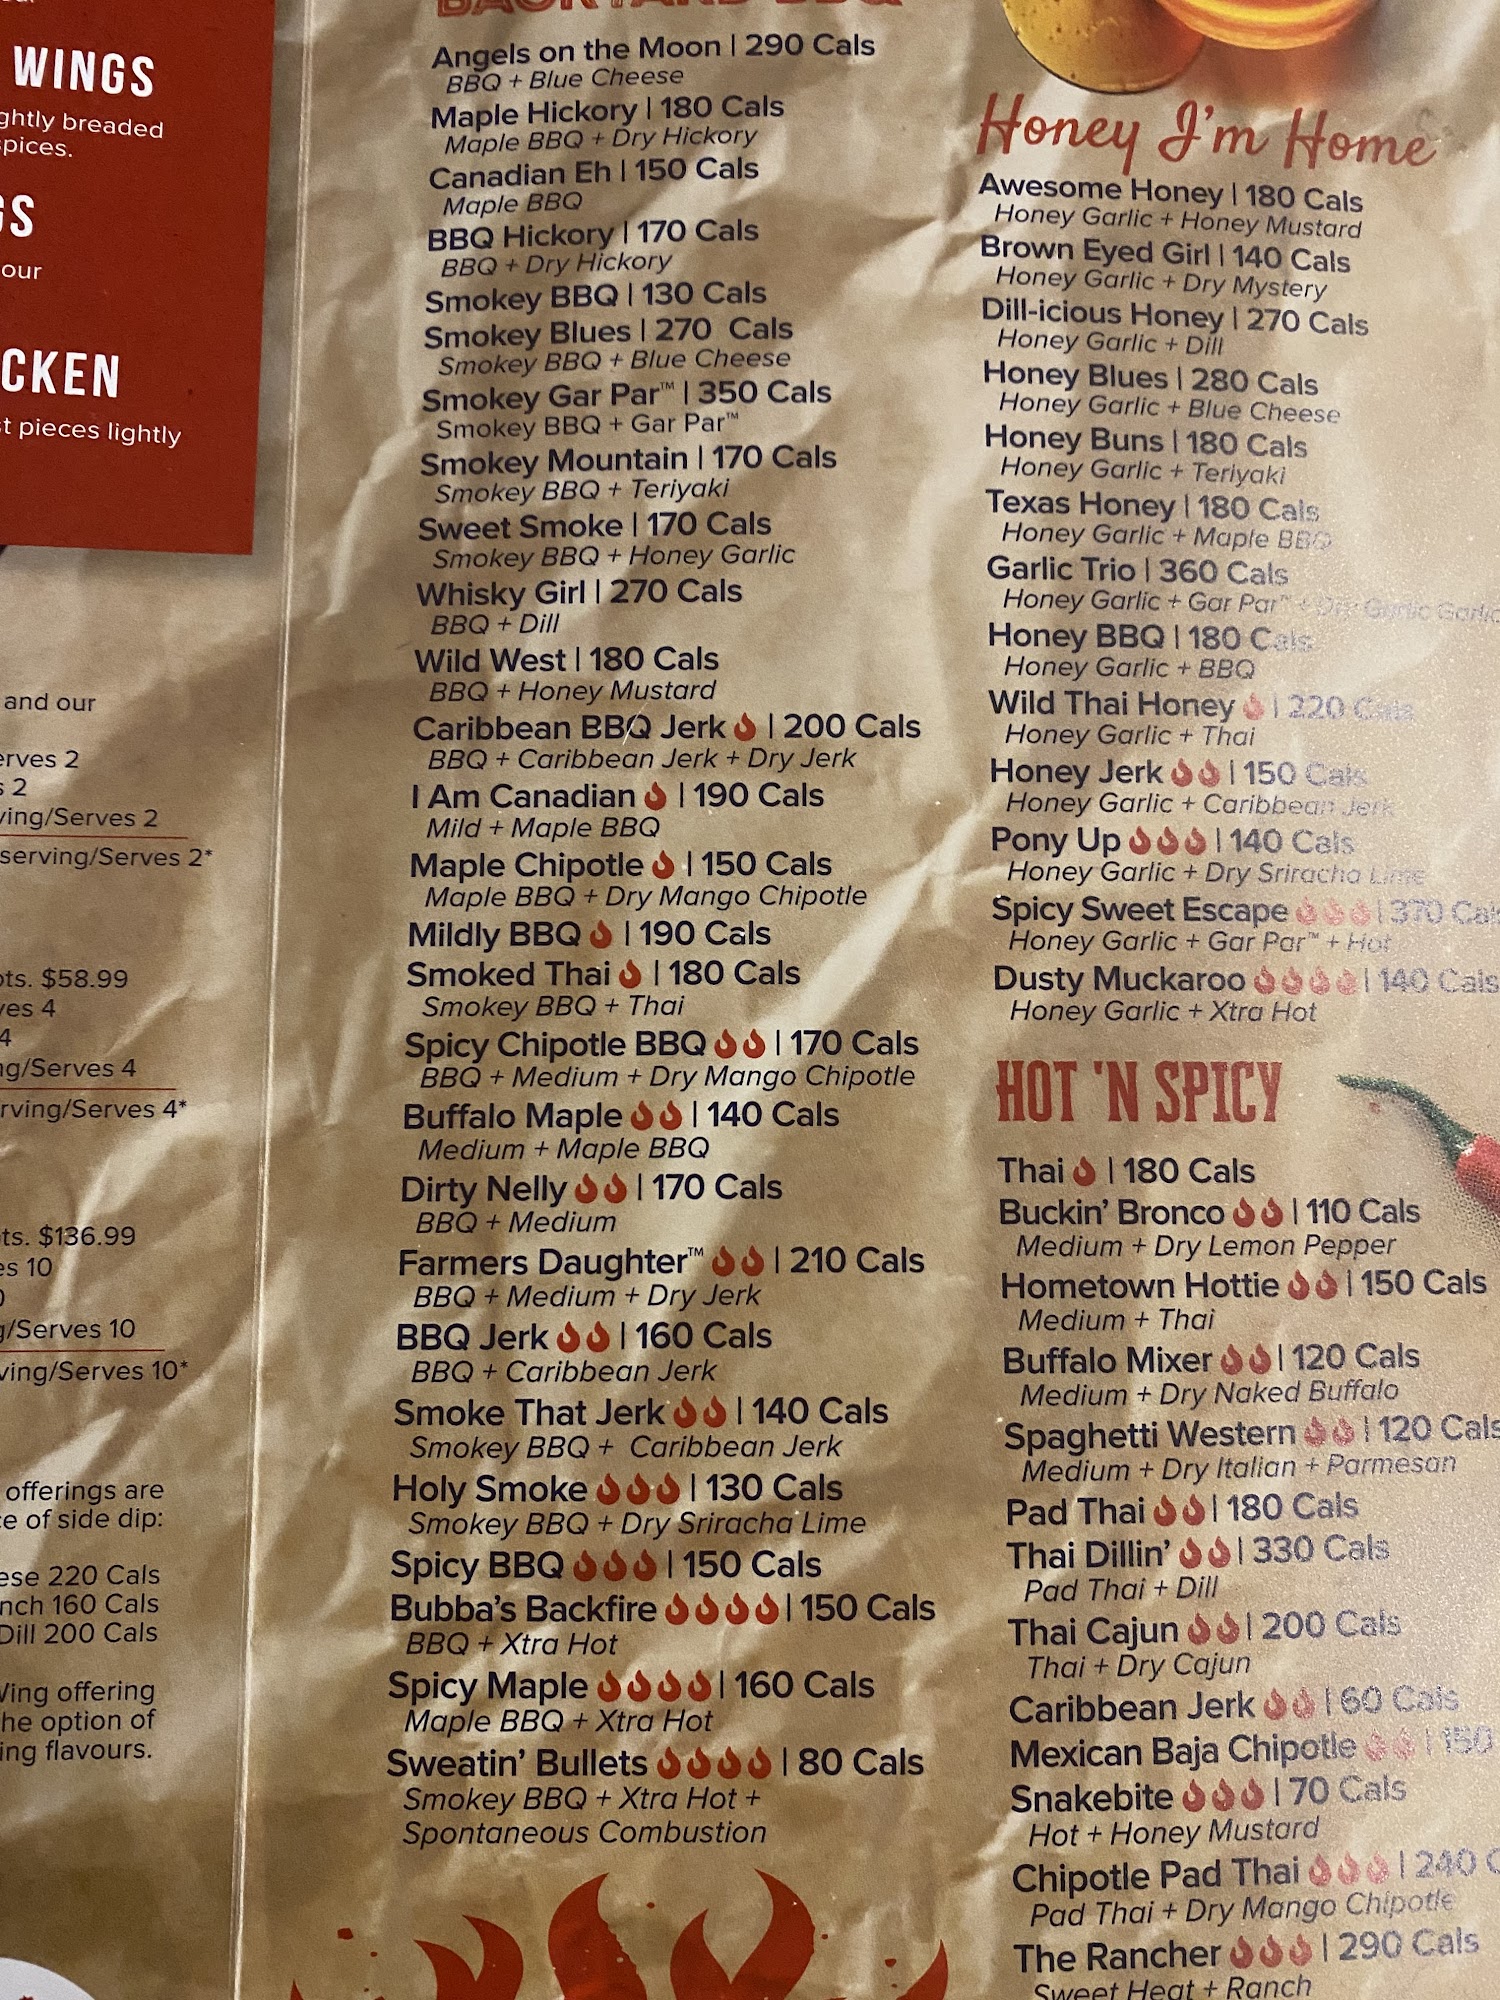 WINGS
ghtly breaded
spices.
GS
our
CKEN
st pieces lightly
and our
erves 2
s 2
ving/Serves 2
serving/Serves 2*
pts. $58.99
ves 4
4
ng/Serves 4
rving/Serves 4*
ts. $136.99
es 10
0
g/Serves 10
ving/Serves 10*
offerings are
ce of side dip:
ese 220 Cals
nch 160 Cals
Dill 200 Cals
Wing offering
he option of
ing flavours.
BACKYARD BBQ
Angels on the Moon | 290 Cals
BBQ + Blue Cheese
Maple Hickory | 180 Cals
Maple BBQ + Dry Hickory
Canadian Eh | 150 Cals
Maple BBQ
BBQ Hickory | 170 Cals
BBQ + Dry Hickory
Smokey BBQ | 130 Cals
Smokey Blues | 270 Cals
Smokey BBQ + Blue Cheese
Smokey Gar Par™ | 350 Cals
Smokey BBQ + Gar Par™
Smokey Mountain | 170 Cals
Smokey BBQ + Teriyaki
Sweet Smoke | 170 Cals
Smokey BBQ + Honey Garlic
Whisky Girl | 270 Cals
BBQ + Dill
Wild West | 180 Cals
BBQ + Honey Mustard
Caribbean BBQ Jerk | 200 Cals
BBQ + Caribbean Jerk + Dry Jerk
I Am Canadian | 190 Cals
Mild + Maple BBQ
Maple Chipotle | 150 Cals
Maple BBQ + Dry Mango Chipotle
Mildly BBQ | 190 Cals
Smoked Thai | 180 Cals
Smokey BBQ + Thai
Spicy Chipotle BBQ | 170 Cals
BBQ + Medium + Dry Mango Chipotle
Buffalo Maple | 140 Cals
Medium + Maple BBQ
Dirty Nelly | 170 Cals
BBQ + Medium
Farmers Daughter™ | 210 Cals
BBQ + Medium + Dry Jerk
BBQ Jerk | 160 Cals
BBQ + Caribbean Jerk
Smoke That Jerk | 140 Cals
Smokey BBQ + Caribbean Jerk
Holy Smoke | 130 Cals
Smokey BBQ + Dry Sriracha Lime
Spicy BBQ | 150 Cals
Bubba's Backfire | 150 Cals
BBQ + Xtra Hot
Spicy Maple | 160 Cals
Maple BBQ + Xtra Hot
Sweatin' Bullets | 80 Cals
Smokey BBQ + Xtra Hot +
Spontaneous Combustion
Honey I'm Home
Awesome Honey | 180 Cals
Honey Garlic + Honey Mustard
Brown Eyed Girl | 140 Cals
Honey Garlic + Dry Mystery
Dill-icious Honey | 270 Cals
Honey Garlic + Dill
Honey Blues | 280 Cals
Honey Garlic + Blue Cheese
Honey Buns | 180 Cals
Honey Garlic + Teriyaki
Texas Honey | 180 Cals
Honey Garlic + Maple BBQ
Garlic Trio | 360 Cals
Honey Garlic + Gar Par™ + Dry Garlic Garlic
Honey BBQ | 180 Cals
Honey Garlic + BBQ
Wild Thai Honey | 220 Cals
Honey Garlic + Thai
Honey Jerk | 150 Cals
Honey Garlic + Caribbean Jerk
Pony Up | 140 Cals
Honey Garlic + Dry Sriracha Lime
Spicy Sweet Escape | 370 Cals
Honey Garlic + Gar Par™ + Hot
Dusty Muckaroo | 140 Cals
Honey Garlic + Xtra Hot
HOT 'N SPICY
Thai | 180 Cals
Buckin' Bronco | 110 Cals
Medium + Dry Lemon Pepper
Hometown Hottie | 150 Cals
Medium + Thai
Buffalo Mixer | 120 Cals
Medium + Dry Naked Buffalo
Spaghetti Western | 120 Cals
Medium + Dry Italian + Parmesan
Pad Thai | 180 Cals
Thai Dillin' | 330 Cals
Pad Thai + Dill
Thai Cajun | 200 Cals
Thai + Dry Cajun
Caribbean Jerk | 60 Cals
Mexican Baja Chipotle | 150
Snakebite | 70 Cals
Hot + Honey Mustard
Chipotle Pad Thai | 240 C
Pad Thai + Dry Mango Chipotle
The Rancher | 290 Cals
Sweet Heat + Ranch